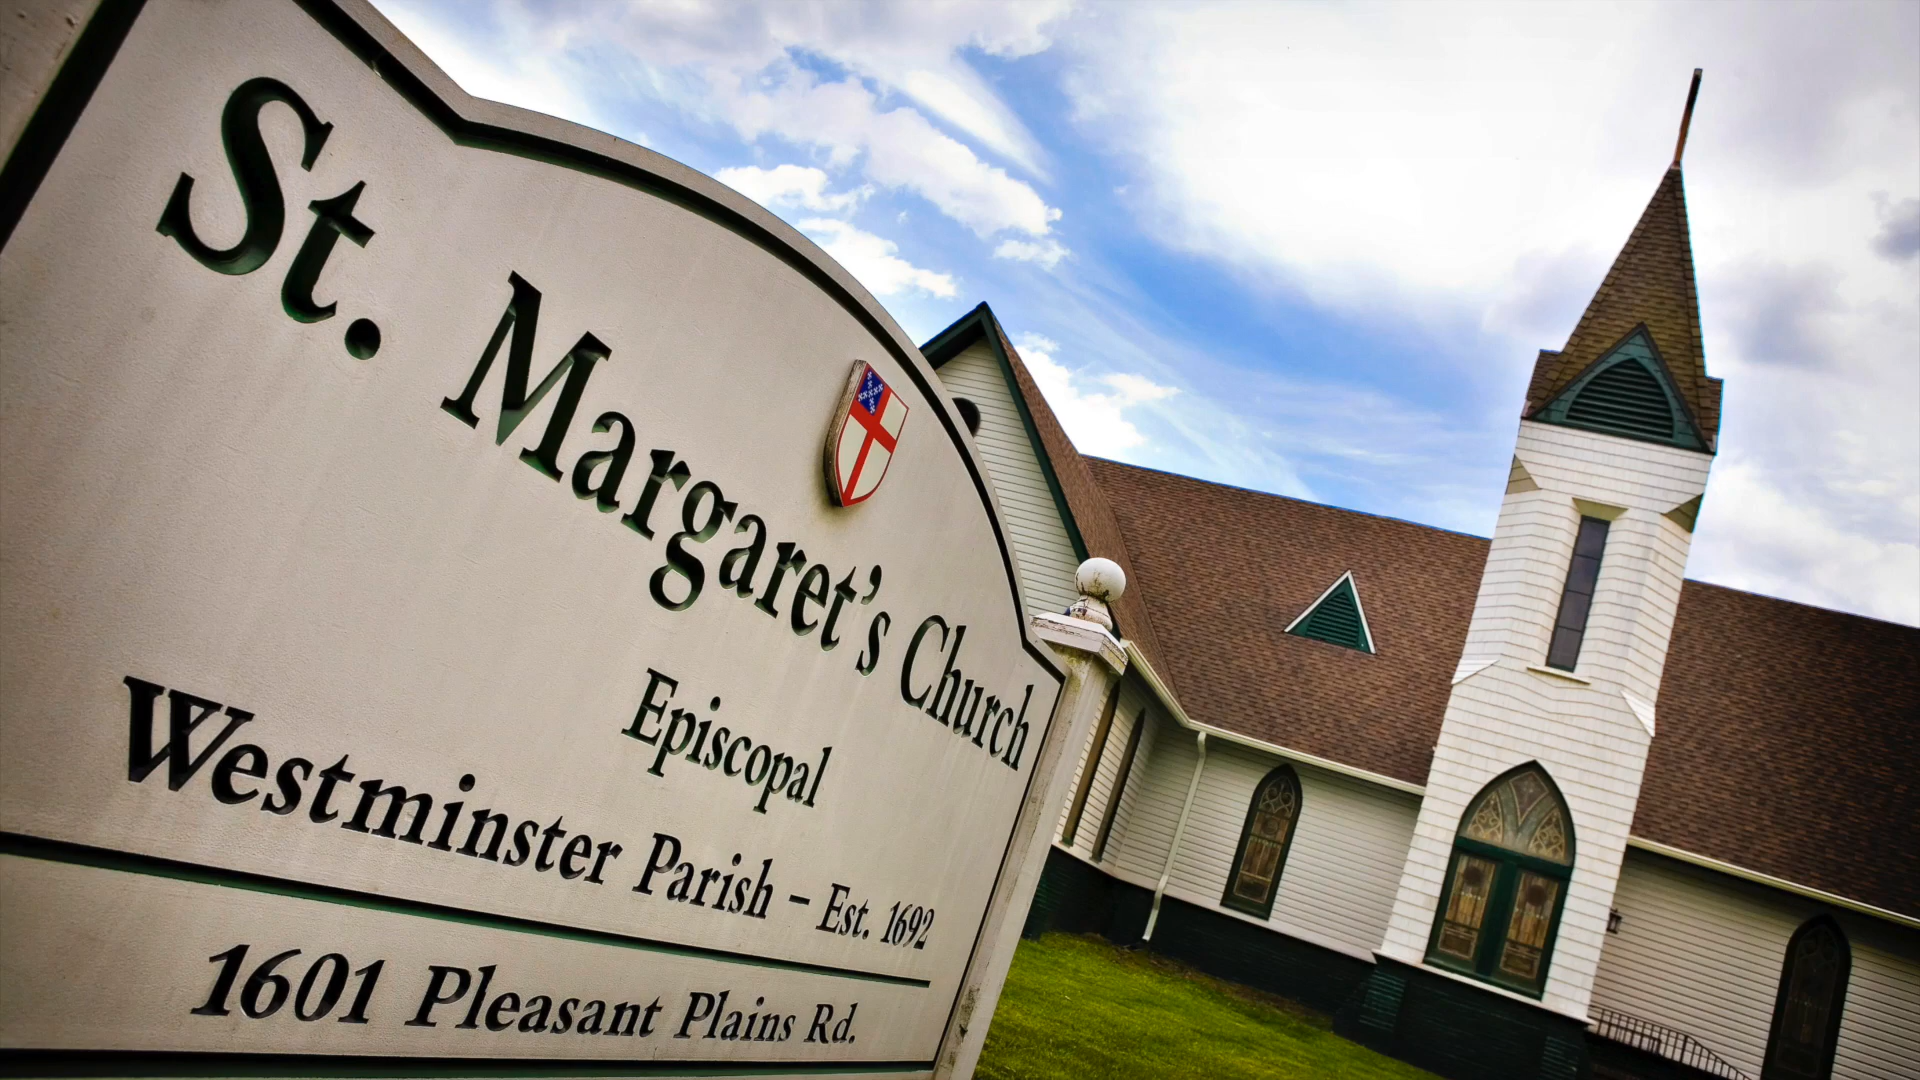 St. Margaret's Church
Episcopal
Westminster Parish - Est. 1692
1601 Pleasant Plains Rd.